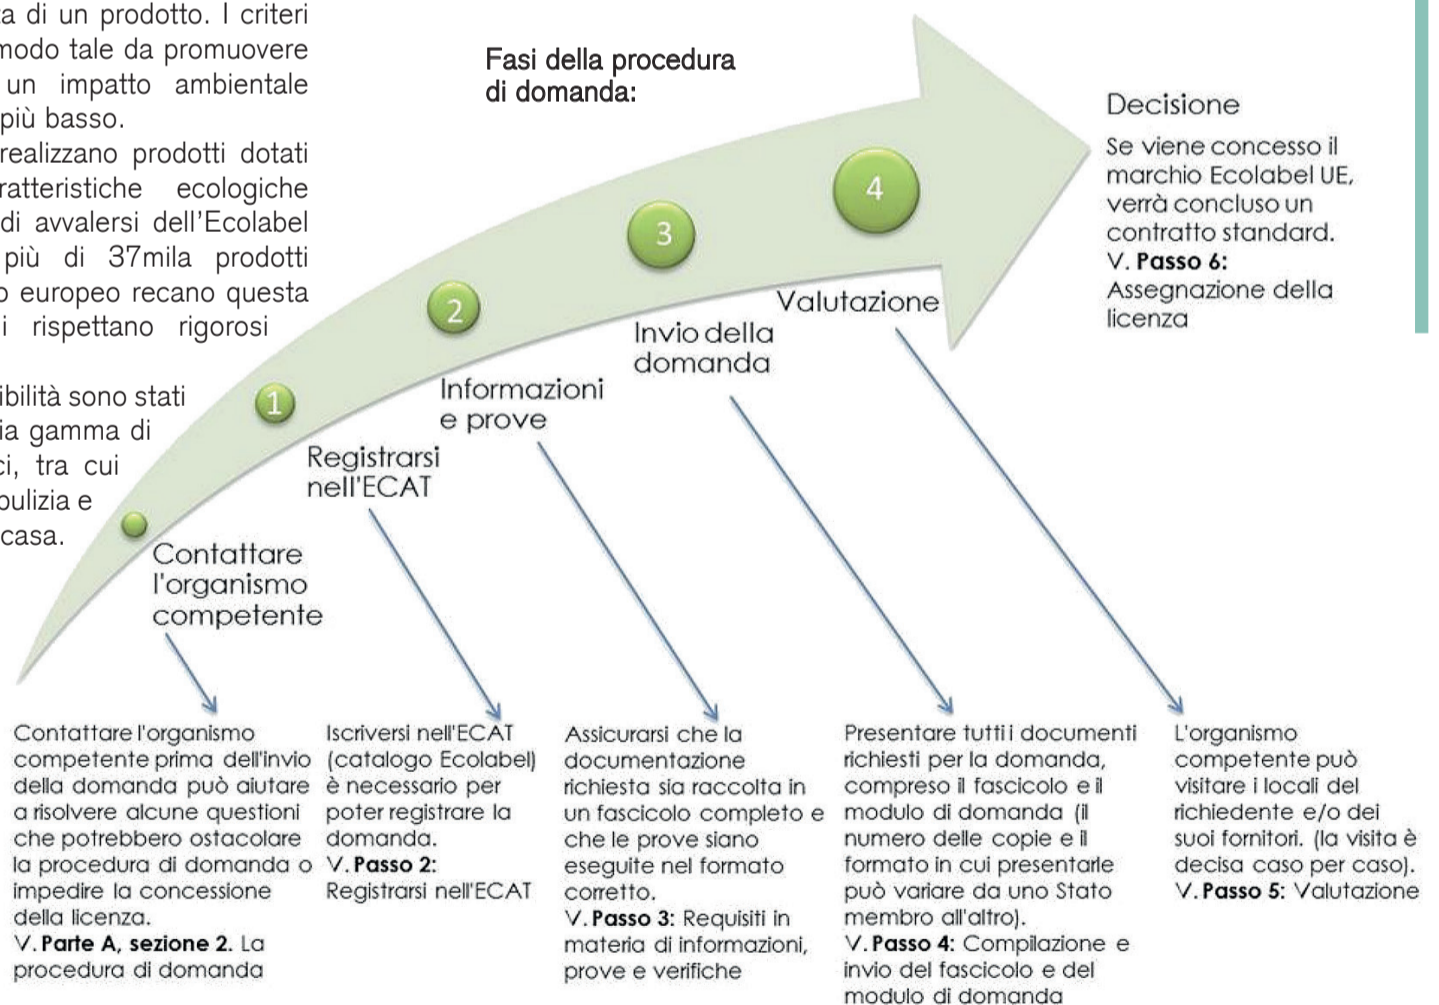 ta di un prodotto. I criteri
modo tale da promuovere
un impatto ambientale
più basso.
realizzano prodotti dotati
ratteristiche ecologiche
di avvalersi dell'Ecolabel
più di 37mila prodotti
o europeo recano questa
i rispettano rigorosi
ibilità sono stati
ia gamma di
ci, tra cui
pulizia e
casa.
Fasi della procedura
di domanda:
1
2
3
4
Contattare
l'organismo
competente
Registrarsi
nell'ECAT
Informazioni
e prove
Invio della
domanda
Valutazione
Decisione
Se viene concesso il
marchio Ecolabel UE,
verrà concluso un
contratto standard.
V. Passo 6:
Assegnazione della
licenza
Contattare l'organismo
competente prima dell'invio
della domanda può aiutare
a risolvere alcune questioni
che potrebbero ostacolare
la procedura di domanda o
impedire la concessione
della licenza.
V. Parte A, sezione 2. La
procedura di domanda
Iscriversi nell'ECAT
(catalogo Ecolabel)
è necessario per
poter registrare la
domanda.
V. Passo 2:
Registrarsi nell'ECAT
Assicurarsi che la
documentazione
richiesta sia raccolta in
un fascicolo completo e
che le prove siano
eseguite nel formato
corretto.
V. Passo 3: Requisiti in
materia di informazioni,
prove e verifiche
Presentare tutti i documenti
richiesti per la domanda,
compreso il fascicolo e il
modulo di domanda (il
numero delle copie e il
formato in cui presentarle
può variare da uno Stato
membro all'altro).
V. Passo 4: Compilazione e
invio del fascicolo e del
modulo di domanda
L'organismo
competente può
visitare i locali del
richiedente e/o dei
suoi fornitori. (la visita è
decisa caso per caso).
V. Passo 5: Valutazione